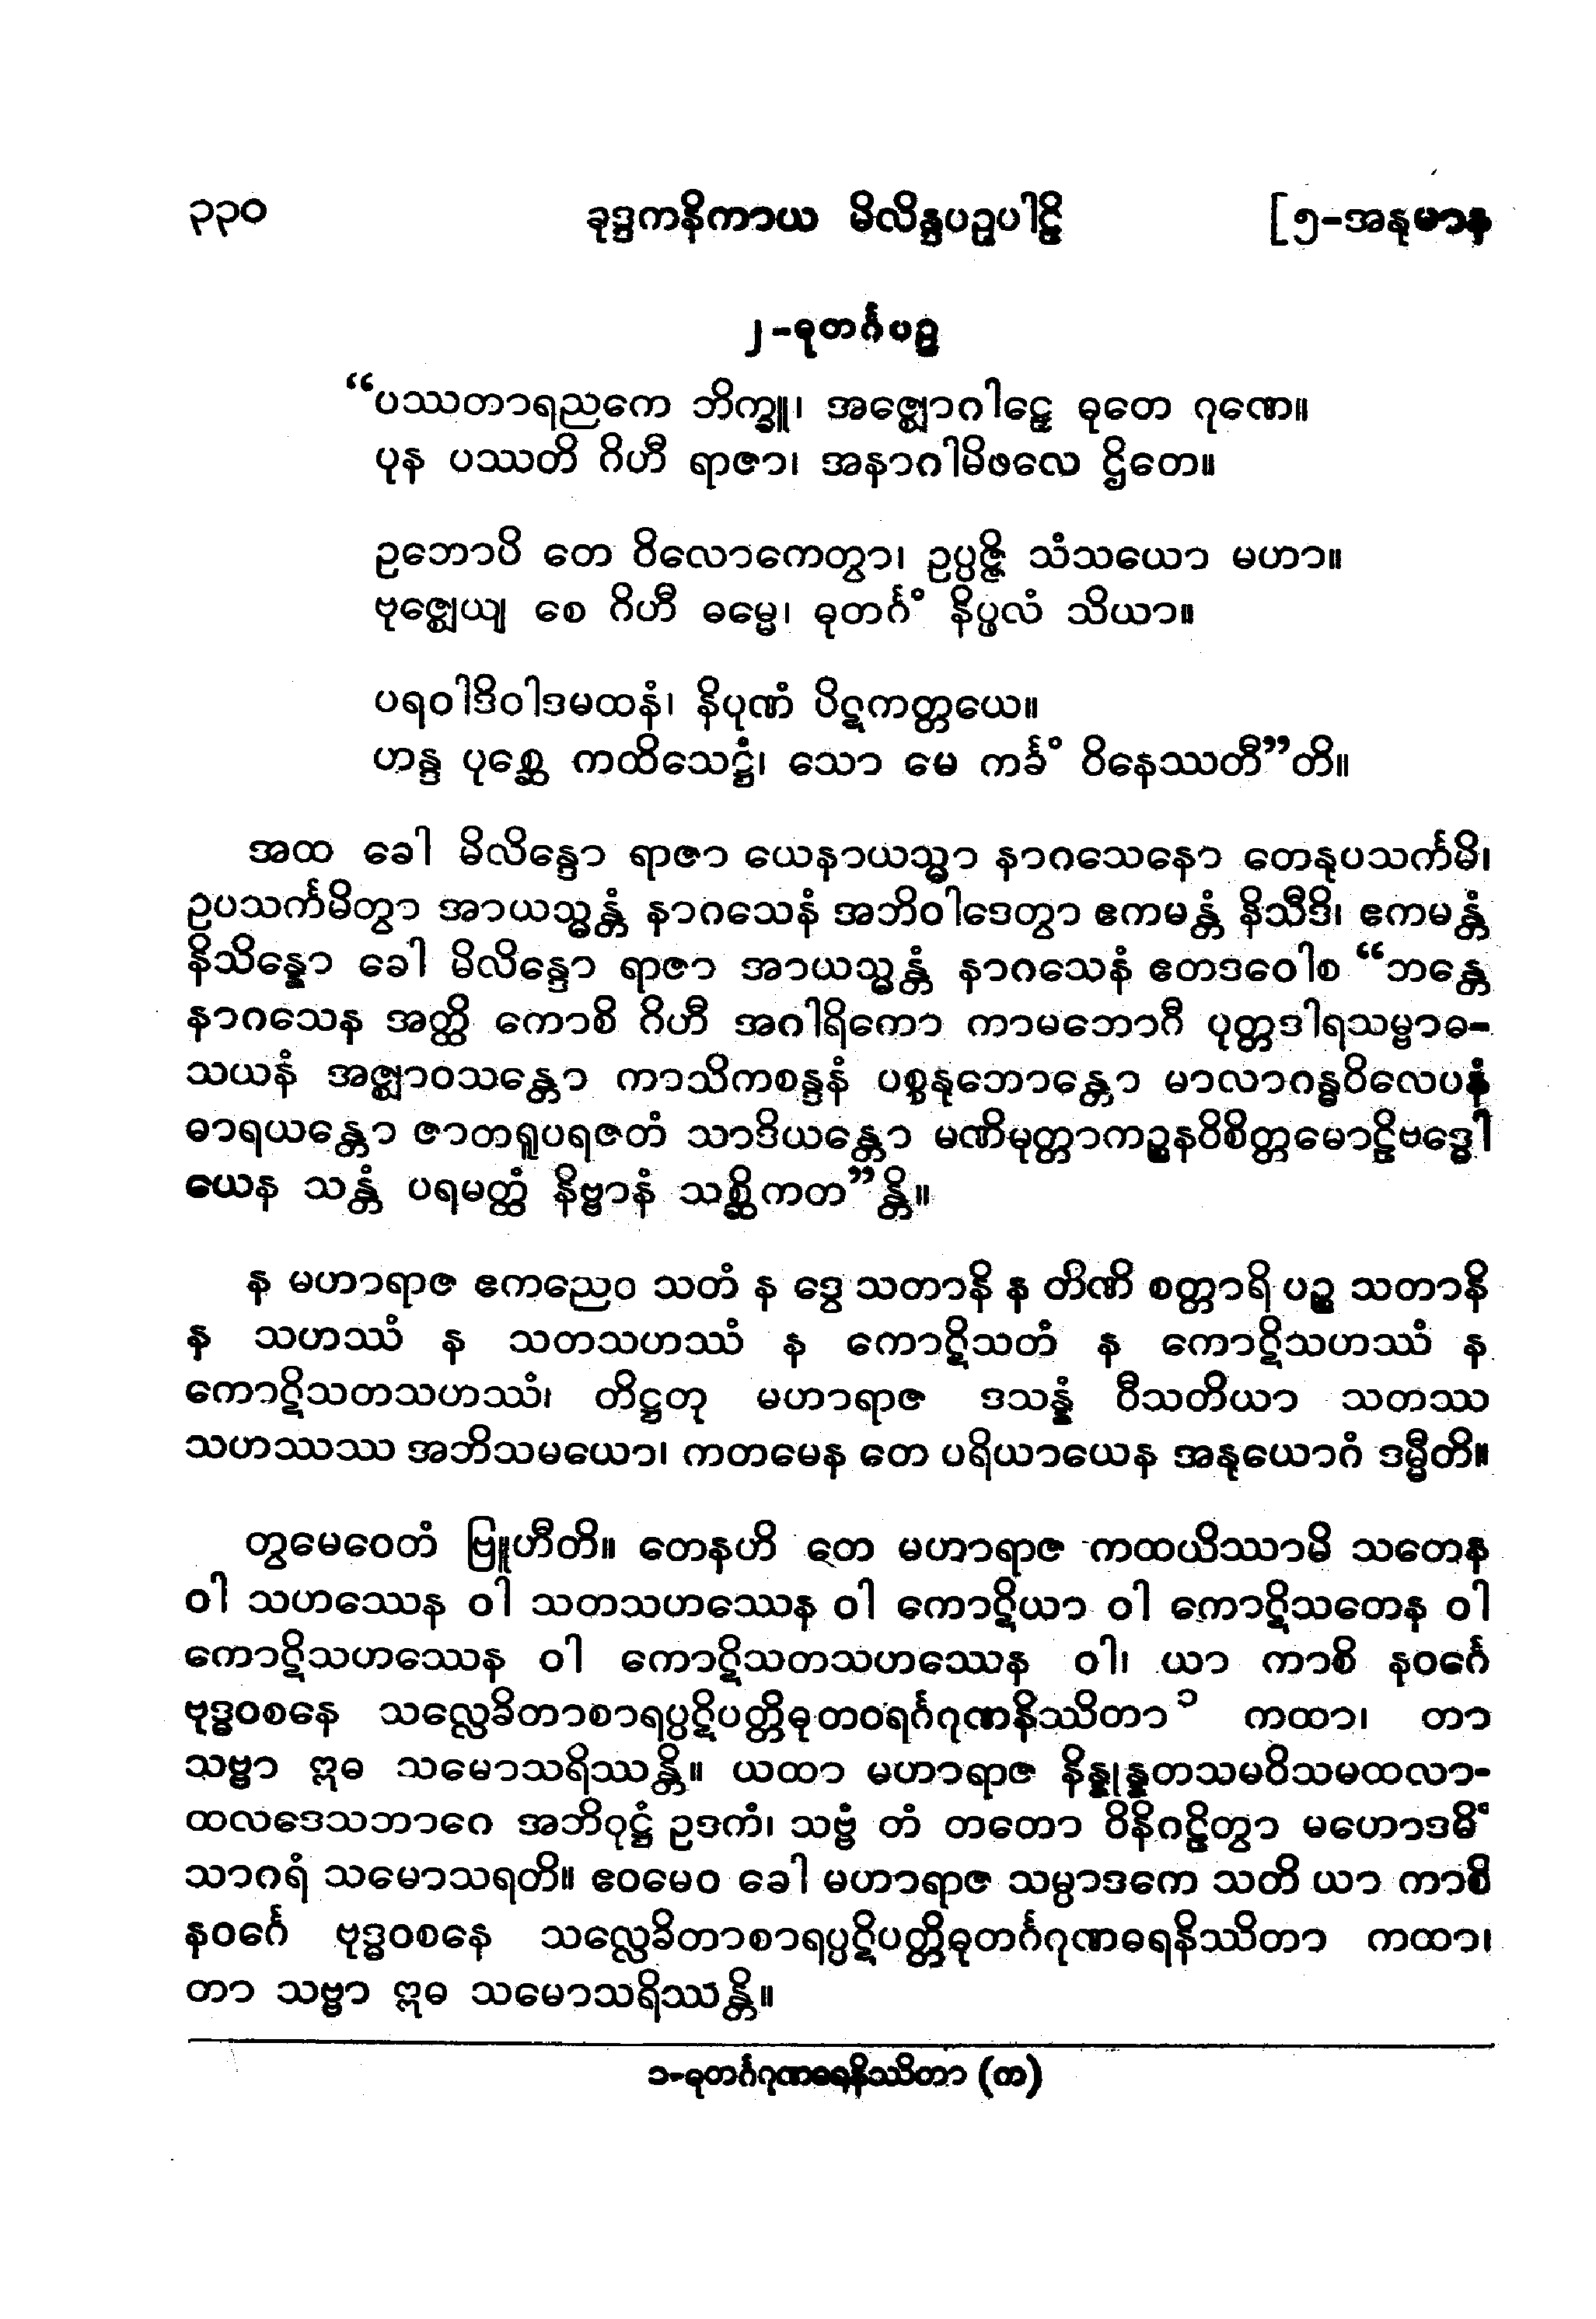 ၃၃၀ ခုဒ္ဒကနိကာယ မိလိန္ဒပဉှပါဠိ [၅-အနုမာန
၂-ဓုတင်္ဂပဉှ
“ပဿတာရညကေ ဘိက္ခူ၊ အဇ္ဈောဂါဠှေ ဓုတေ ဂုဏေ။
ပုန ပဿတိ ဂိဟီ ရာဇာ၊ အနာဂါမိဖလေ ဌိတေ။
ဥဘောပိ တေ ဝိလောကေတွာ၊ ဥပ္ပဇ္ဇိ သံသယော မဟာ။
ဗုဇ္ဈေယျ စေ ဂိဟီ ဓမ္မေ၊ ဓုတင်္ဂံ နိပ္ဖလံ သိယာ။
ပရဝါဒိဝါဒမထနံ၊ နိပုဏံ ပိဋကတ္တယေ။
ဟန္ဒ ပုစ္ဆေ ကထိသေဋ္ဌံ၊ သော မေ ကင်္ခံ ဝိနေဿတီ”တိ။
အထ ခေါ မိလိန္ဒော ရာဇာ ယေနာယသ္မာ နာဂသေနော တေနုပသင်္ကမိ၊
ဥပသင်္ကမိတွာ အာယသ္မန္တံ နာဂသေနံ အဘိဝါဒေတွာ ဧကမန္တံ နိသီဒိ၊ ဧကမန္တံ
နိသိန္နော ခေါ မိလိန္ဒော ရာဇာ အာယသ္မန္တံ နာဂသေနံ ဧတဒဝေါစ “ဘန္တေ
နာဂသေန အတ္ထိ ကောစိ ဂိဟီ အဂါရိကော ကာမဘောဂီ ပုတ္တဒါရသမ္ဗာဓ-
သယနံ အဇ္ဈာဝသန္တော ကာသိကစန္ဒနံ ပစ္စနုဘောန္တော မာလာဂန္ဓဝိလေပနံ
ဓာရယန္တော ဇာတရူပရဇတံ သာဒိယန္တော မဏိမုတ္တာကဉ္စနဝိစိတ္တမောဠိဗဒ္ဓေါ
ယေန သန္တံ ပရမတ္ထံ နိဗ္ဗာနံ သစ္ဆိကတ”န္တိ။
န မဟာရာဇ ဧကညေဝ သတံ န ဒွေ သတာနိ န တိဏိ စတ္တာရိ ပဉ္စ သတာနိ
န သဟဿံ န သတသဟဿံ န ကောဋိသတံ န ကောဋိသဟဿံ န
ကောဋိသတသဟဿံ၊ တိဋ္ဌတု မဟာရာဇ ဒသန္နံ ဝီသတိယာ သတဿ
သဟဿဿ အဘိသမယော၊ ကတမေန တေ ပရိယာယေန အနုယောဂံ ဒမ္မီတိ။
တွမေဝေတံ ဗြူဟီတိ။ တေနဟိ တေ မဟာရာဇ ကထယိဿာမိ သတေန
ဝါ သဟဿေန ဝါ သတသဟဿေန ဝါ ကောဋိယာ ဝါ ကောဋိသတေန ဝါ
ကောဋိသဟဿေန ဝါ ကောဋိသတသဟဿေန ဝါ၊ ယာ ကာစိ နဝင်္ဂေ
ဗုဒ္ဓဝစနေ သလ္လေခိတာစာရပ္ပဋိပတ္တိဓုတဝရင်္ဂဂုဏနိဿိတာ ၁ ကထာ၊ တာ
သဗ္ဗာ ဣဓ သမောသရိဿန္တိ။ ယထာ မဟာရာဇ နိန္နုန္နတသမဝိသမထလာ-
ထလဒေသဘာဂေ အဘိဝုဋ္ဌံ ဥဒကံ၊ သဗ္ဗံ တံ တတော ဝိနိဂဠိတွာ မဟောဒဓိံ
သာဂရံ သမောသရတိ။ ဧဝမေဝ ခေါ မဟာရာဇ သမ္ပာဒကေ သတိ ယာ ကာစိ
နဝင်္ဂေ ဗုဒ္ဓဝစနေ သလ္လေခိတာစာရပ္ပဋိပတ္တိဓုတင်္ဂဂုဏဓရနိဿိတာ ကထာ၊
တာ သဗ္ဗာ ဣဓ သမောသရိဿန္တိ။
၁-ဓုတင်္ဂဂုဏဓရနိဿိတာ (က)